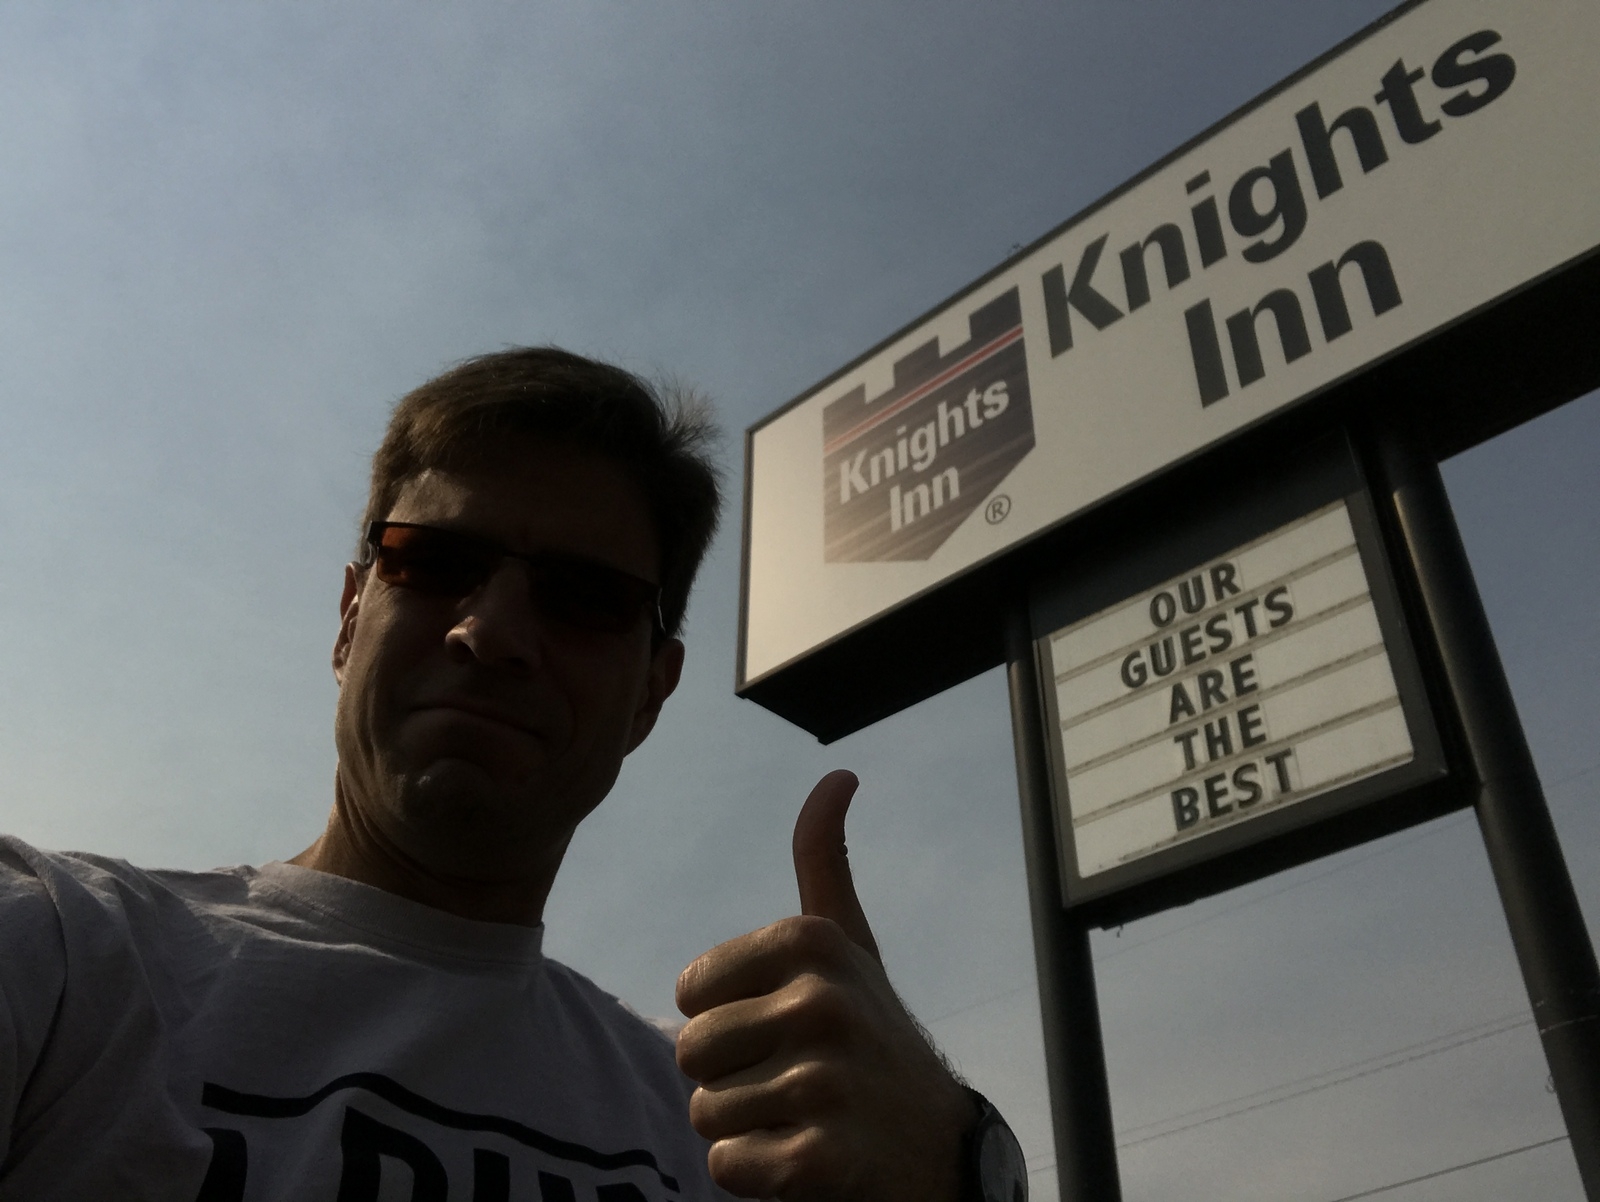 Knights
Inn
Knights
Inn
®
OUR
GUESTS
ARE
THE
BEST